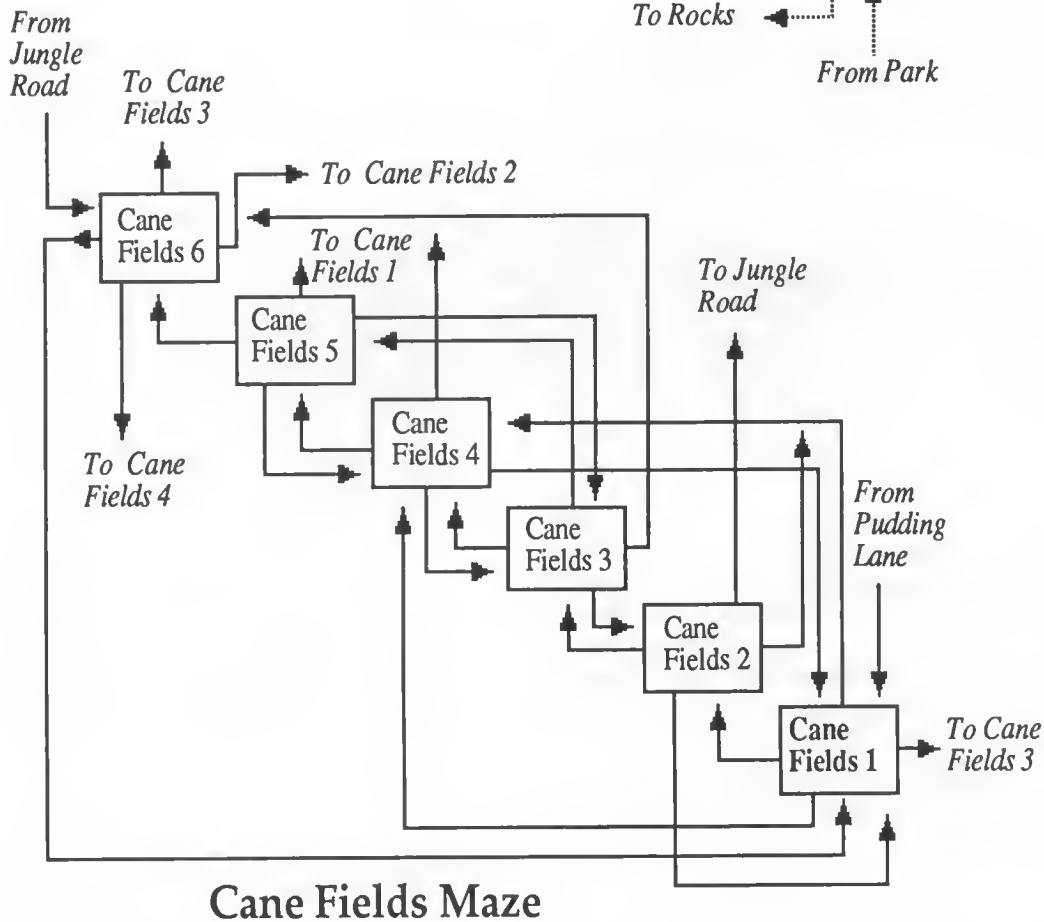 To Rocks
From Park
From
Jungle
Road
To Cane
Fields 3
To Cane Fields 2
Cane
Fields 6
To Cane
Fields 1
To Jungle
Road
Cane
Fields 5
Cane
Fields 4
To Cane
Fields 4
From
Pudding
Lane
Cane
Fields 3
Cane
Fields 2
Cane
Fields 1
To Cane
Fields 3
Cane Fields Maze